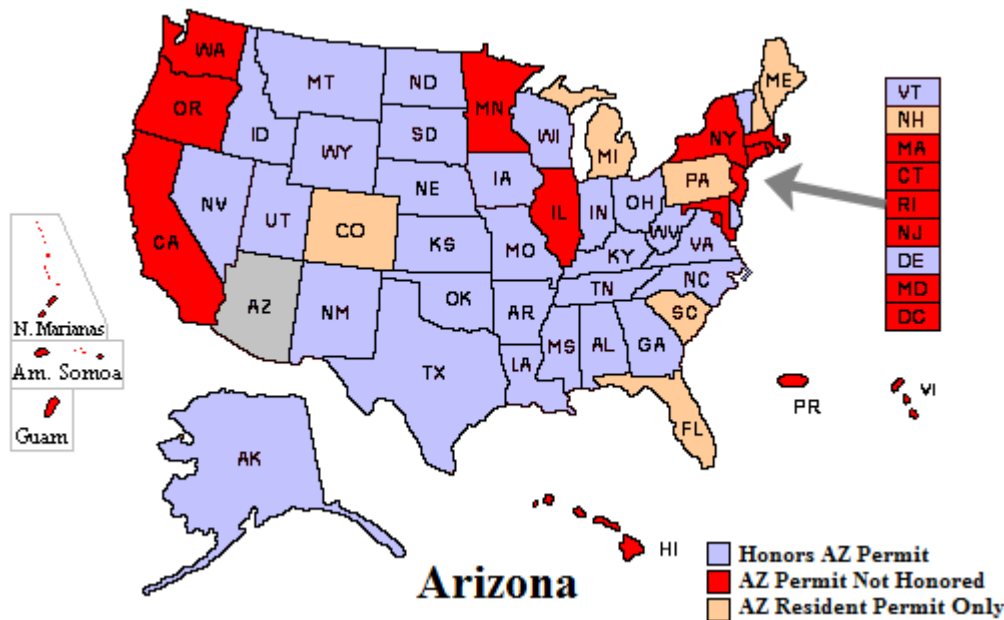 WA
MT
ND
MN
ME
VT
OR
ID
SD
WI
NY
NH
WY
MI
MA
NE
IA
PA
CT
NV
UT
CO
IL
IN
OH
RI
CA
KS
MO
WV
VA
NJ
KY
DE
AZ
NM
OK
AR
TN
NC
MD
SC
DC
N. Marianas
MS
AL
GA
TX
LA
Am. Somoa
PR
VI
Guam
FL
AK
HI
Arizona
Honors AZ Permit
AZ Permit Not Honored
AZ Resident Permit Only